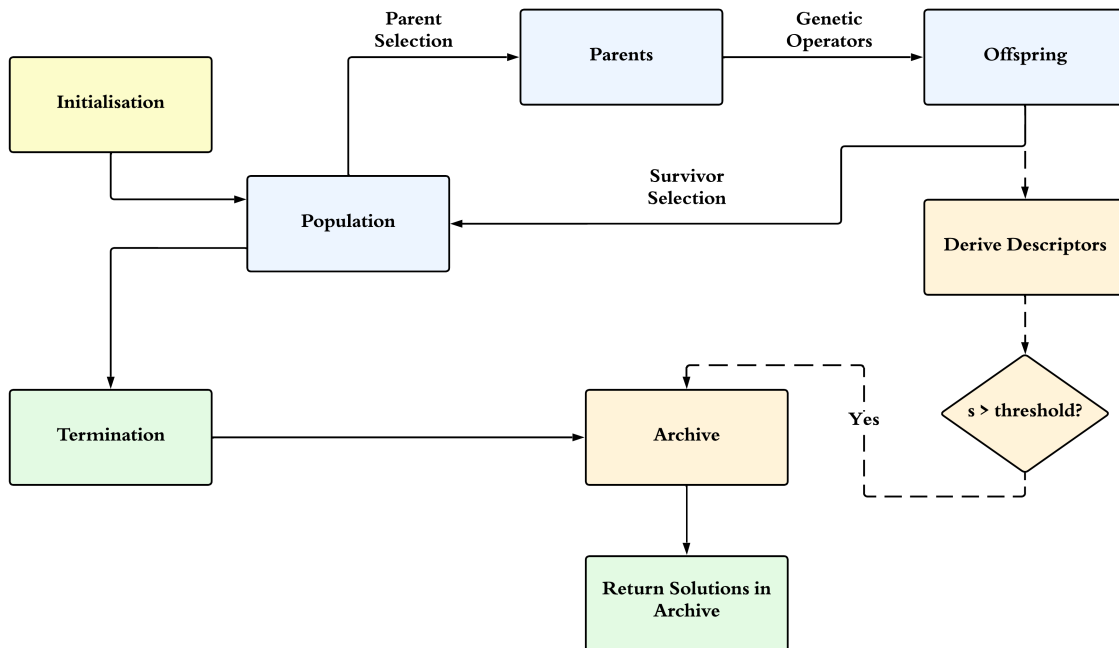 Parent
Selection
Genetic
Operators
Parents
Offspring
Initialisation
Survivor
Selection
Population
Derive Descriptors
s > threshold?
Yes
Termination
Archive
Return Solutions in
Archive